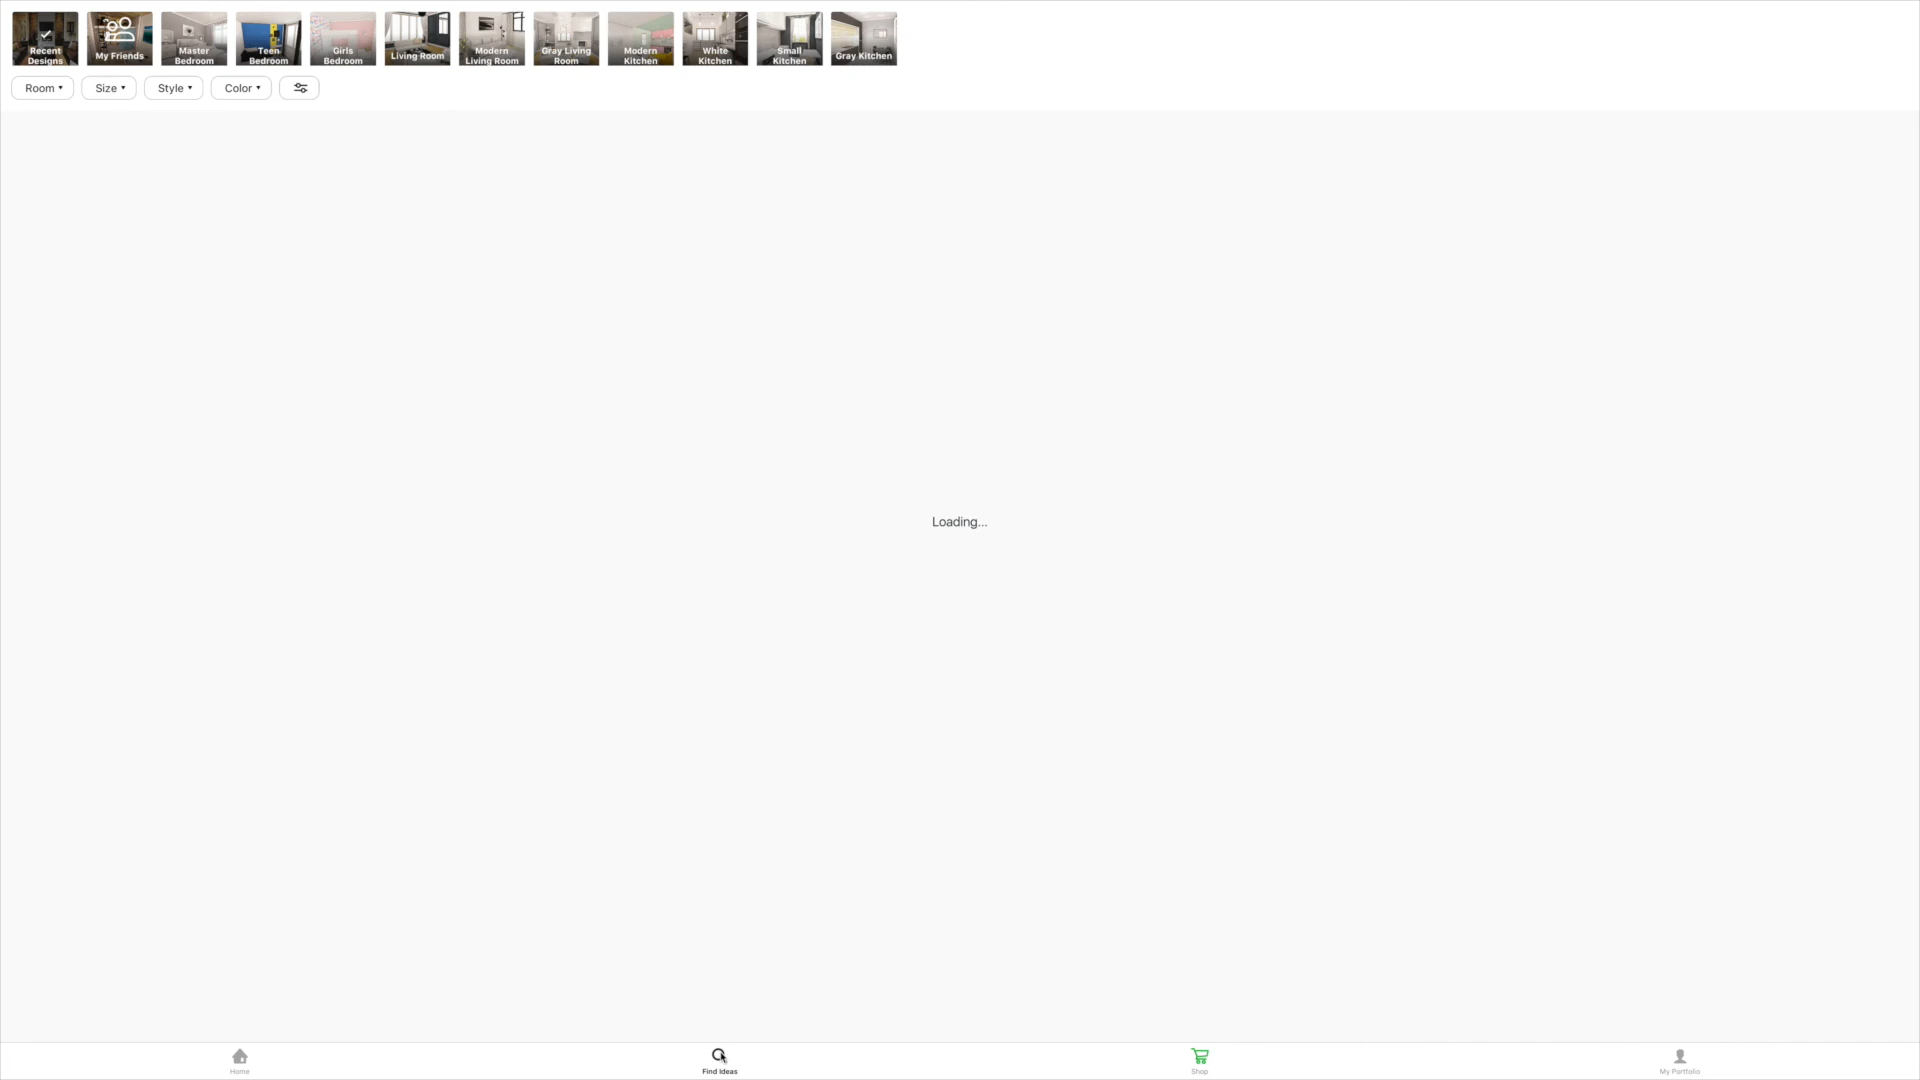 Recent
Designs
My Friends
Master
Bedroom
Teen
Bedroom
Girls
Bedroom
Living Room
Modern
Living Room
Gray Living
Room
Modern
Kitchen
White
Kitchen
Small
Kitchen
Gray Kitchen
Room
Size
Style
Color
Loading...
Home
Find Ideas
Shop
My Portfolio